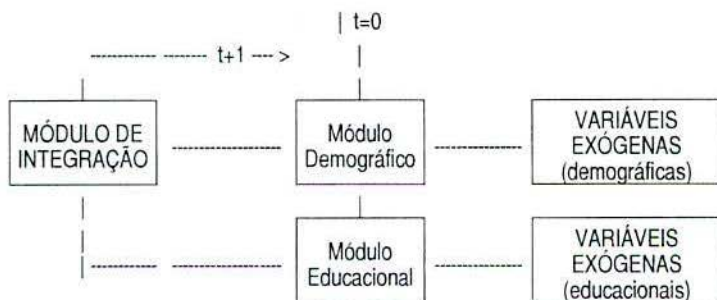 t=0
t+1
MÓDULO DE
INTEGRAÇÃO
Módulo
Demográfico
VARIÁVEIS
EXÓGENAS
(demográficas)
Módulo
Educacional
VARIÁVEIS
EXÓGENAS
(educacionais)